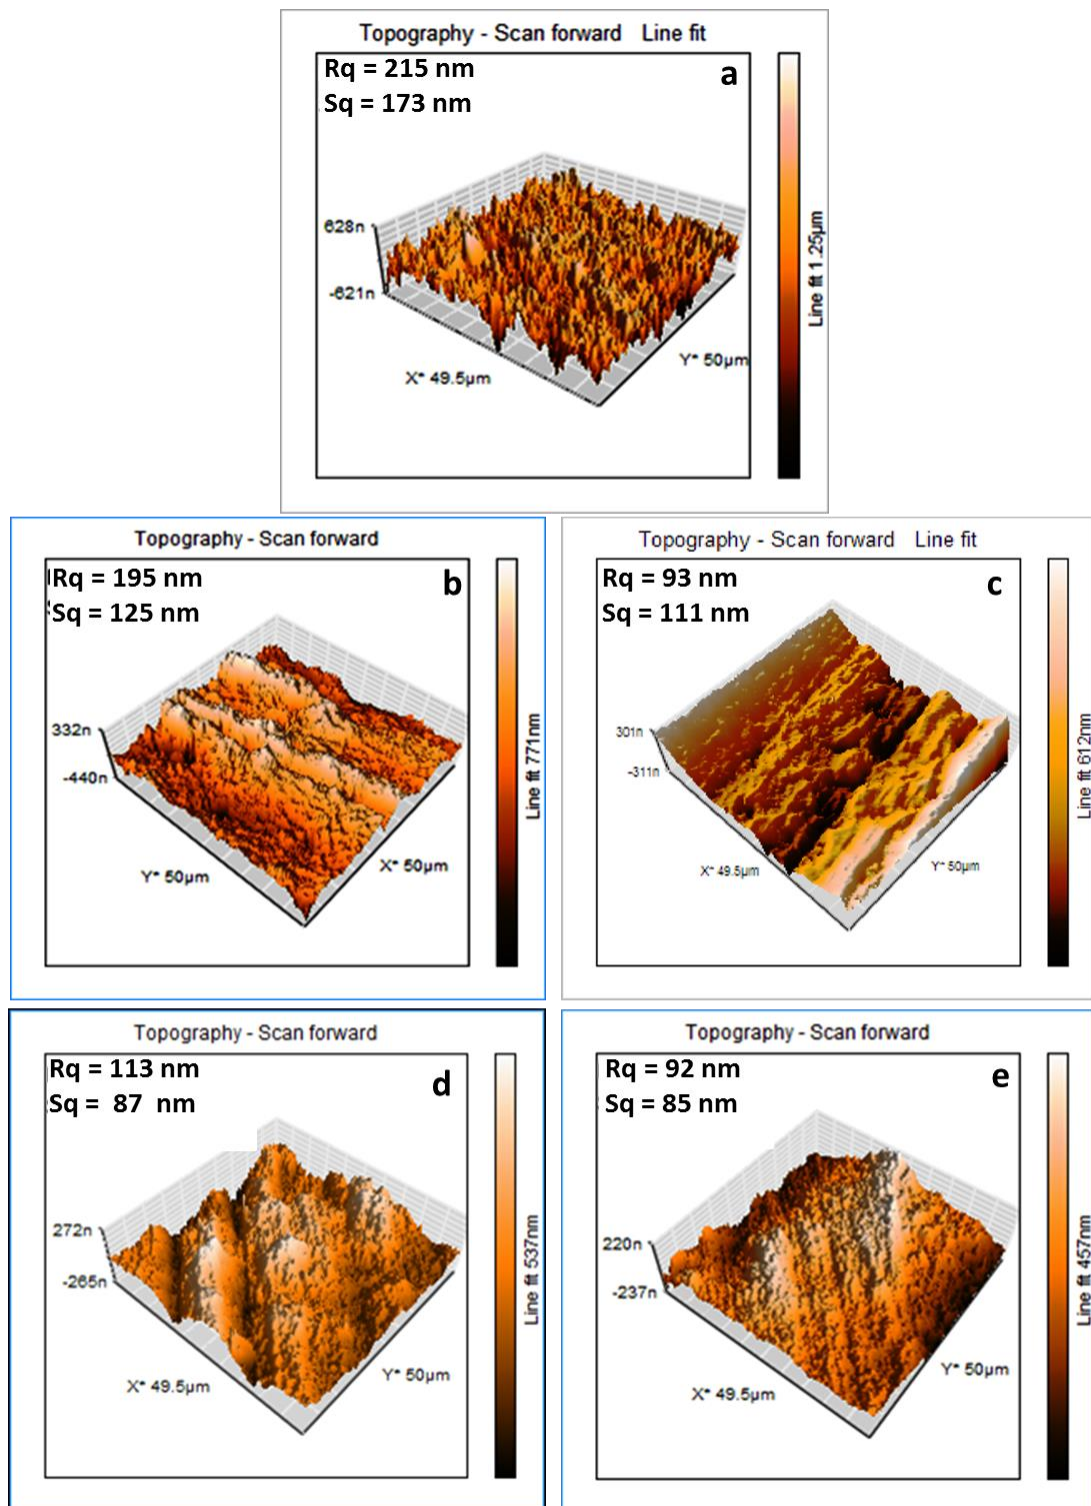 Topography - Scan forward Line fit
Rq = 215 nm
a
Sq = 173 nm
628n
-621n
X* 49.5µm
Y* 50µm
Line fit 1.25µm
Topography - Scan forward
Rq = 195 nm
b
Sq = 125 nm
332n
-440n
Y* 50µm
X* 50µm
Line fit 771nm
Topography - Scan forward Line fit
Rq = 93 nm
c
Sq = 111 nm
301n
-311n
X* 49.5µm
Y* 50µm
Line fit 612nm
Topography - Scan forward
Rq = 113 nm
d
Sq = 87 nm
272n
-265n
X* 49.5µm
Y* 50µm
Line fit 537nm
Topography - Scan forward
Rq = 92 nm
e
Sq = 85 nm
220n
-237n
X* 49.5µm
Y* 50µm
Line fit 457nm